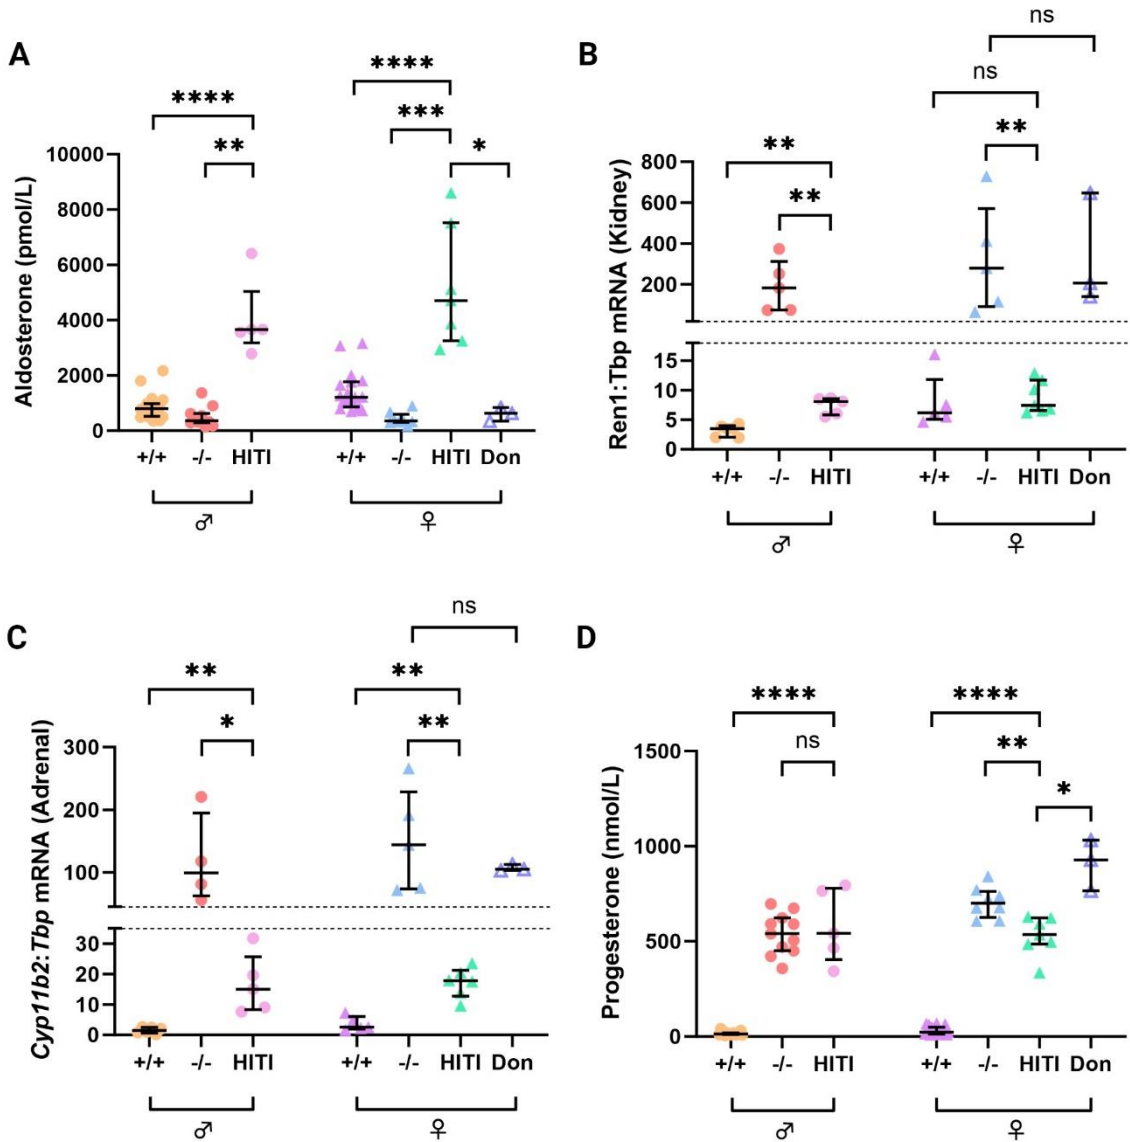 A
****
****
**
***
*
Aldosterone (pmol/L)
10000
8000
6000
4000
2000
0
+/+ -/- HITI +/+ -/- HITI Don
♂ ♀
B
ns
ns
**
**
**
Ren1:Tbp mRNA (Kidney)
800
600
400
200
15
10
5
0
+/+ -/- HITI +/+ -/- HITI Don
♂ ♀
C
ns
**
**
*
**
Cyp11b2:Tbp mRNA (Adrenal)
300
200
100
30
20
10
0
+/+ -/- HITI +/+ -/- HITI Don
♂ ♀
D
****
****
ns
**
*
Progesterone (nmol/L)
1500
1000
500
0
+/+ -/- HITI +/+ -/- HITI Don
♂ ♀